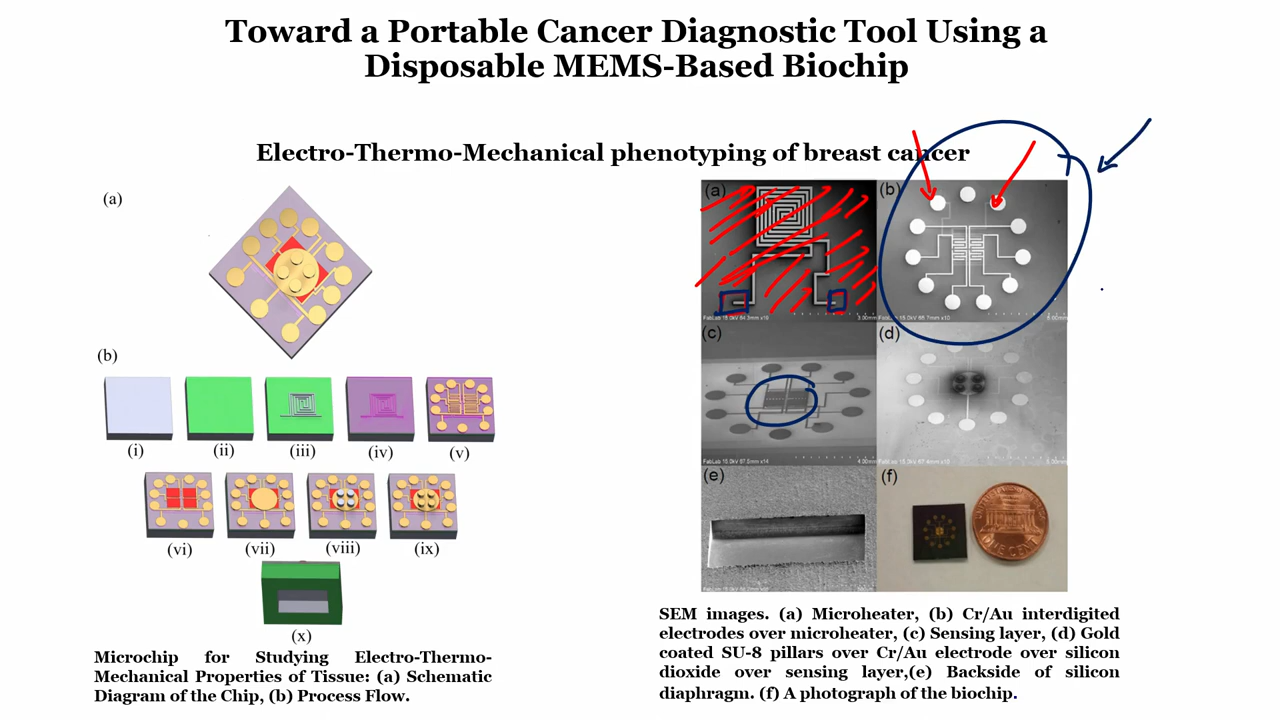 Toward a Portable Cancer Diagnostic Tool Using a
Disposable MEMS-Based Biochip
Electro-Thermo-Mechanical phenotyping of breast cancer
(a)
(b)
(i)
(ii)
(iii)
(iv)
(v)
(vi)
(vii)
(viii)
(ix)
(x)
Microchip for Studying Electro-Thermo-
Mechanical Properties of Tissue: (a) Schematic
Diagram of the Chip, (b) Process Flow.
(a)
(b)
(c)
(d)
(e)
(f)
ONE CENT
SEM images. (a) Microheater, (b) Cr/Au interdigited
electrodes over microheater, (c) Sensing layer, (d) Gold
coated SU-8 pillars over Cr/Au electrode over silicon
dioxide over sensing layer,(e) Backside of silicon
diaphragm. (f) A photograph of the biochip.